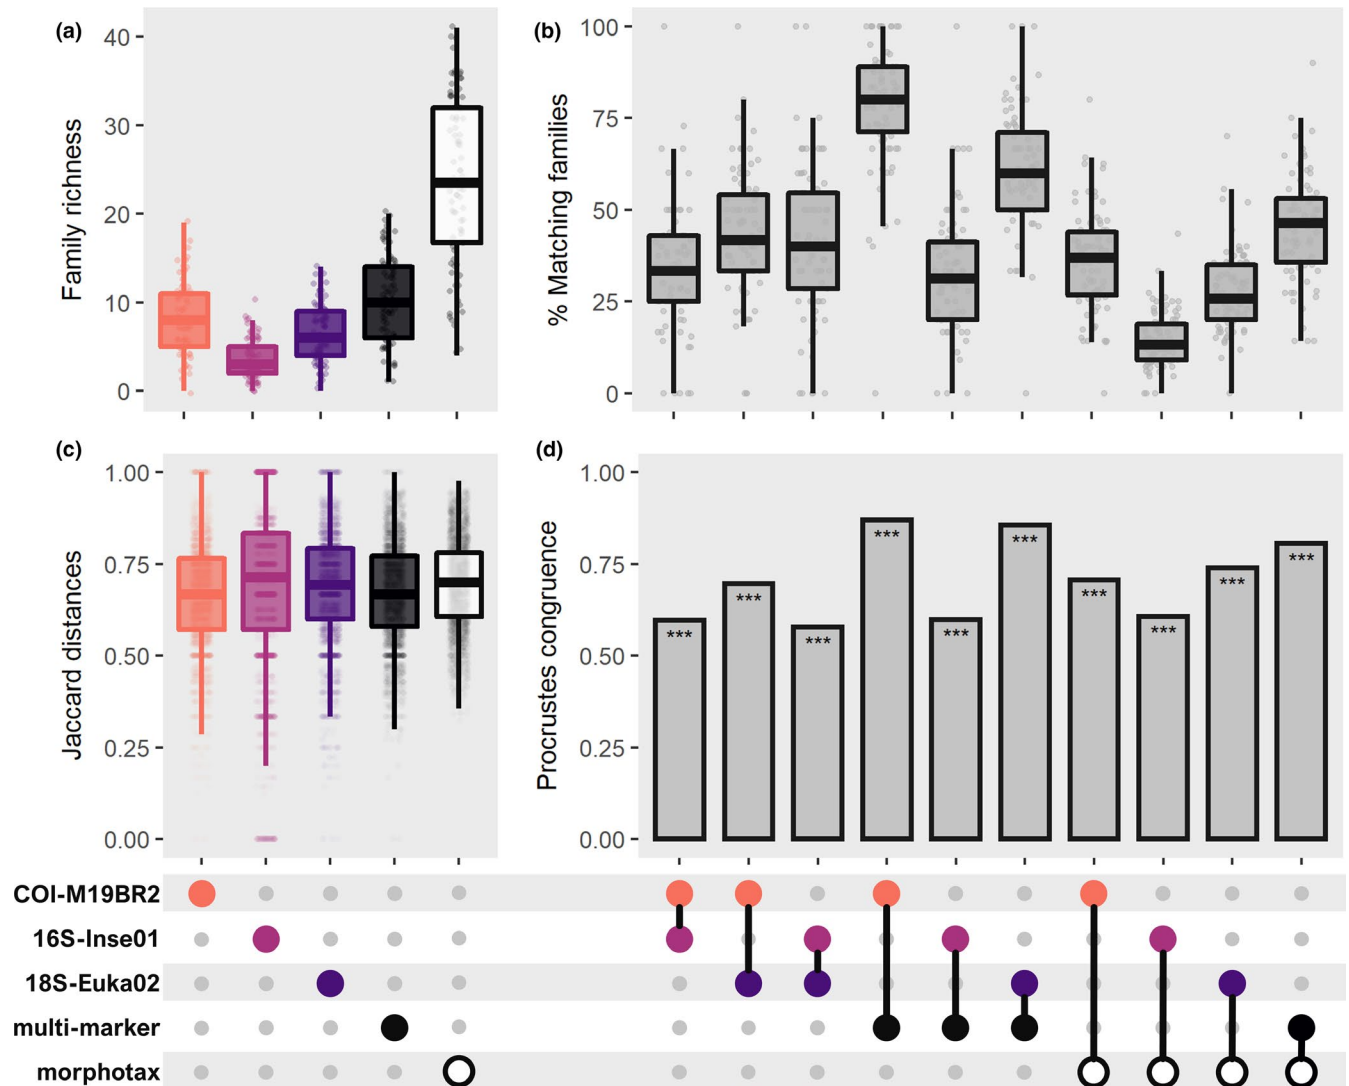 (a)
Family richness
40
30
20
10
0
(b)
% Matching families
100
75
50
25
0
(c)
Jaccard distances
1.00
0.75
0.50
0.25
0.00
(d)
Procrustes congruence
1.00
0.75
0.50
0.25
0.00
***
***
***
***
***
***
***
***
***
***
COI-M19BR2
16S-Inse01
18S-Euka02
multi-marker
morphotax